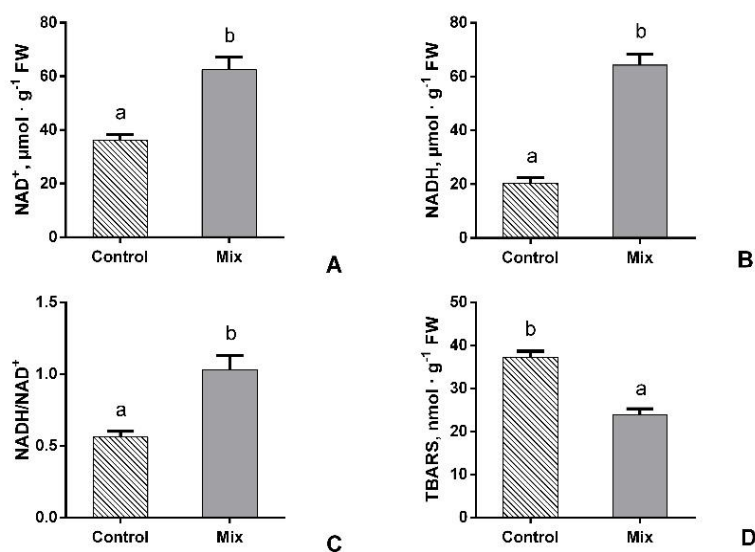 NAD⁺, µmol · g⁻¹ FW
80
60
40
20
0
a
b
Control
Mix
A
NADH, µmol · g⁻¹ FW
80
60
40
20
0
a
b
Control
Mix
B
NADH/NAD⁺
1.5
1.0
0.5
0.0
a
b
Control
Mix
C
TBARS, nmol · g⁻¹ FW
50
40
30
20
10
0
b
a
Control
Mix
D